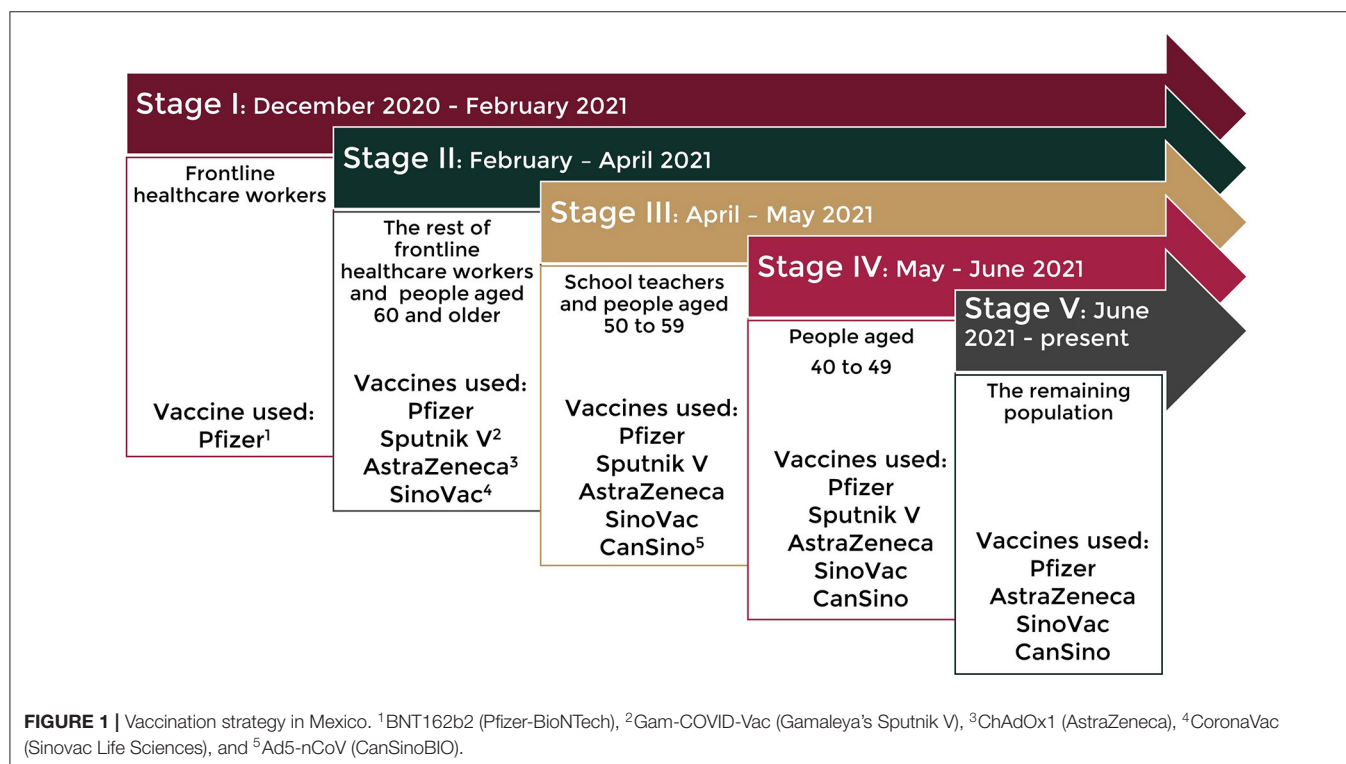 Stage I: December 2020 - February 2021
Frontline
healthcare workers
Vaccine used:
Pfizer¹
Stage II: February – April 2021
The rest of
frontline
healthcare workers
and people aged
60 and older
Vaccines used:
Pfizer
Sputnik V²
AstraZeneca³
SinoVac⁴
Stage III: April – May 2021
School teachers
and people aged
50 to 59
Vaccines used:
Pfizer
Sputnik V
AstraZeneca
SinoVac
CanSino⁵
Stage IV: May - June 2021
People aged
40 to 49
Vaccines used:
Pfizer
Sputnik V
AstraZeneca
SinoVac
CanSino
Stage V: June
2021 - present
The remaining
population
Vaccines used:
Pfizer
AstraZeneca
SinoVac
CanSino
FIGURE 1 | Vaccination strategy in Mexico. ¹BNT162b2 (Pfizer-BioNTech), ²Gam-COVID-Vac (Gamaleya's Sputnik V), ³ChAdOx1 (AstraZeneca), ⁴CoronaVac
(Sinovac Life Sciences), and ⁵Ad5-nCoV (CanSinoBIO).